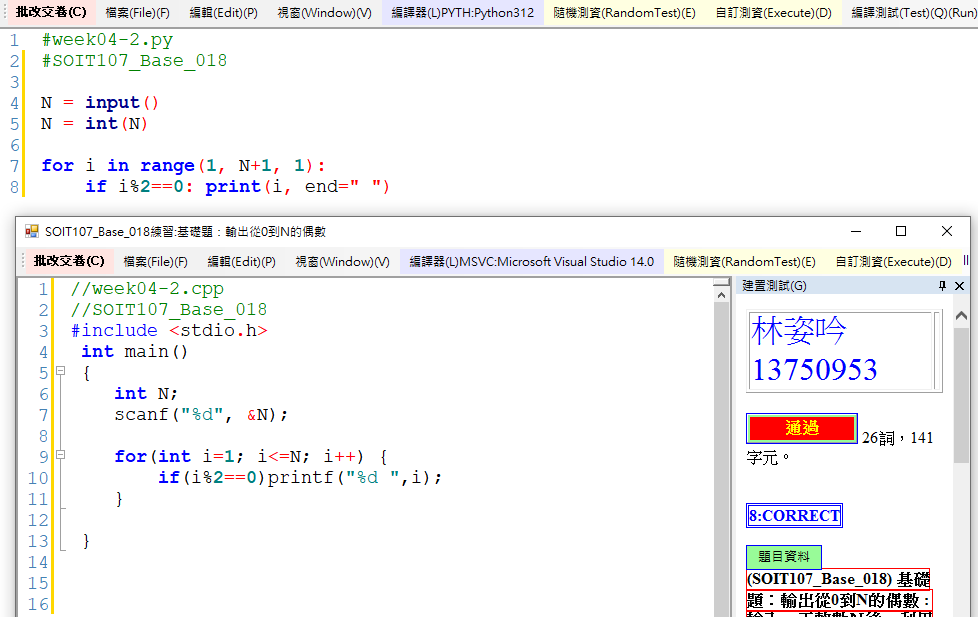 批改交卷(C) 檔案(File)(F) 編輯(Edit)(P) 視窗(Window)(V) 編譯器(L)PYTH:Python312 隨機測資(RandomTest)(E) 自訂測資(Execute)(D) 編譯測試(Test)(Q)(Run)
1 #week04-2.py
2 #SOIT107_Base_018
3
4 N = input()
5 N = int(N)
6
7 for i in range(1, N+1, 1):
8 if i%2==0: print(i, end=" ")
SOIT107_Base_018練習:基礎題：輸出從0到N的偶數
批改交卷(C) 檔案(File)(F) 編輯(Edit)(P) 視窗(Window)(V) 編譯器(L)MSVC:Microsoft Visual Studio 14.0 隨機測資(RandomTest)(E) 自訂測資(Execute)(D)
1 //week04-2.cpp
2 //SOIT107_Base_018
3 #include <stdio.h>
4 int main()
5 {
6 int N;
7 scanf("%d", &N);
8
9 for(int i=1; i<=N; i++) {
10 if(i%2==0)printf("%d ",i);
11 }
12
13 }
14
15
16
建置測試(G)
林姿吟
13750953
通過 26詞，141
字元。
8:CORRECT
題目資料
(SOIT107_Base_018) 基礎
題：輸出從0到N的偶數：